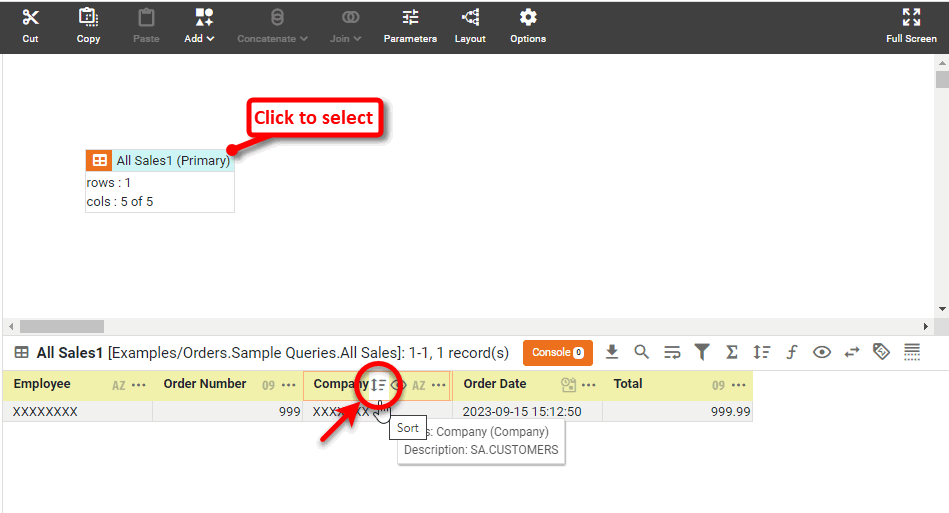 Cut Copy Paste Add Concatenate Join Parameters Layout Options Full Screen
Click to select
All Sales1 (Primary)
rows : 1
cols : 5 of 5
All Sales1 [Examples/Orders.Sample Queries.All Sales]: 1-1, 1 record(s) Console 0
Employee AZ Order Number 09 Company AZ Order Date Total 09
XXXXXXXX 999 XXXXXXX 2023-09-15 15:12:50 999.99
Sort
s: Company (Company)
Description: SA.CUSTOMERS